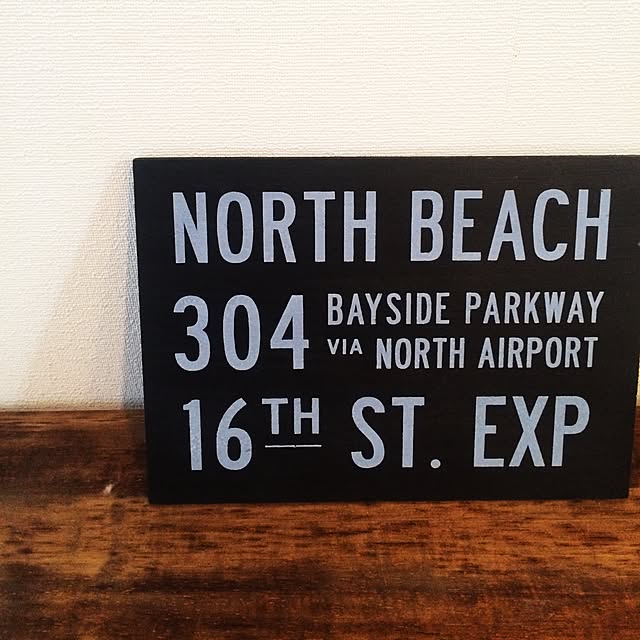 NORTH BEACH
304 BAYSIDE PARKWAY
VIA NORTH AIRPORT
16TH ST. EXP